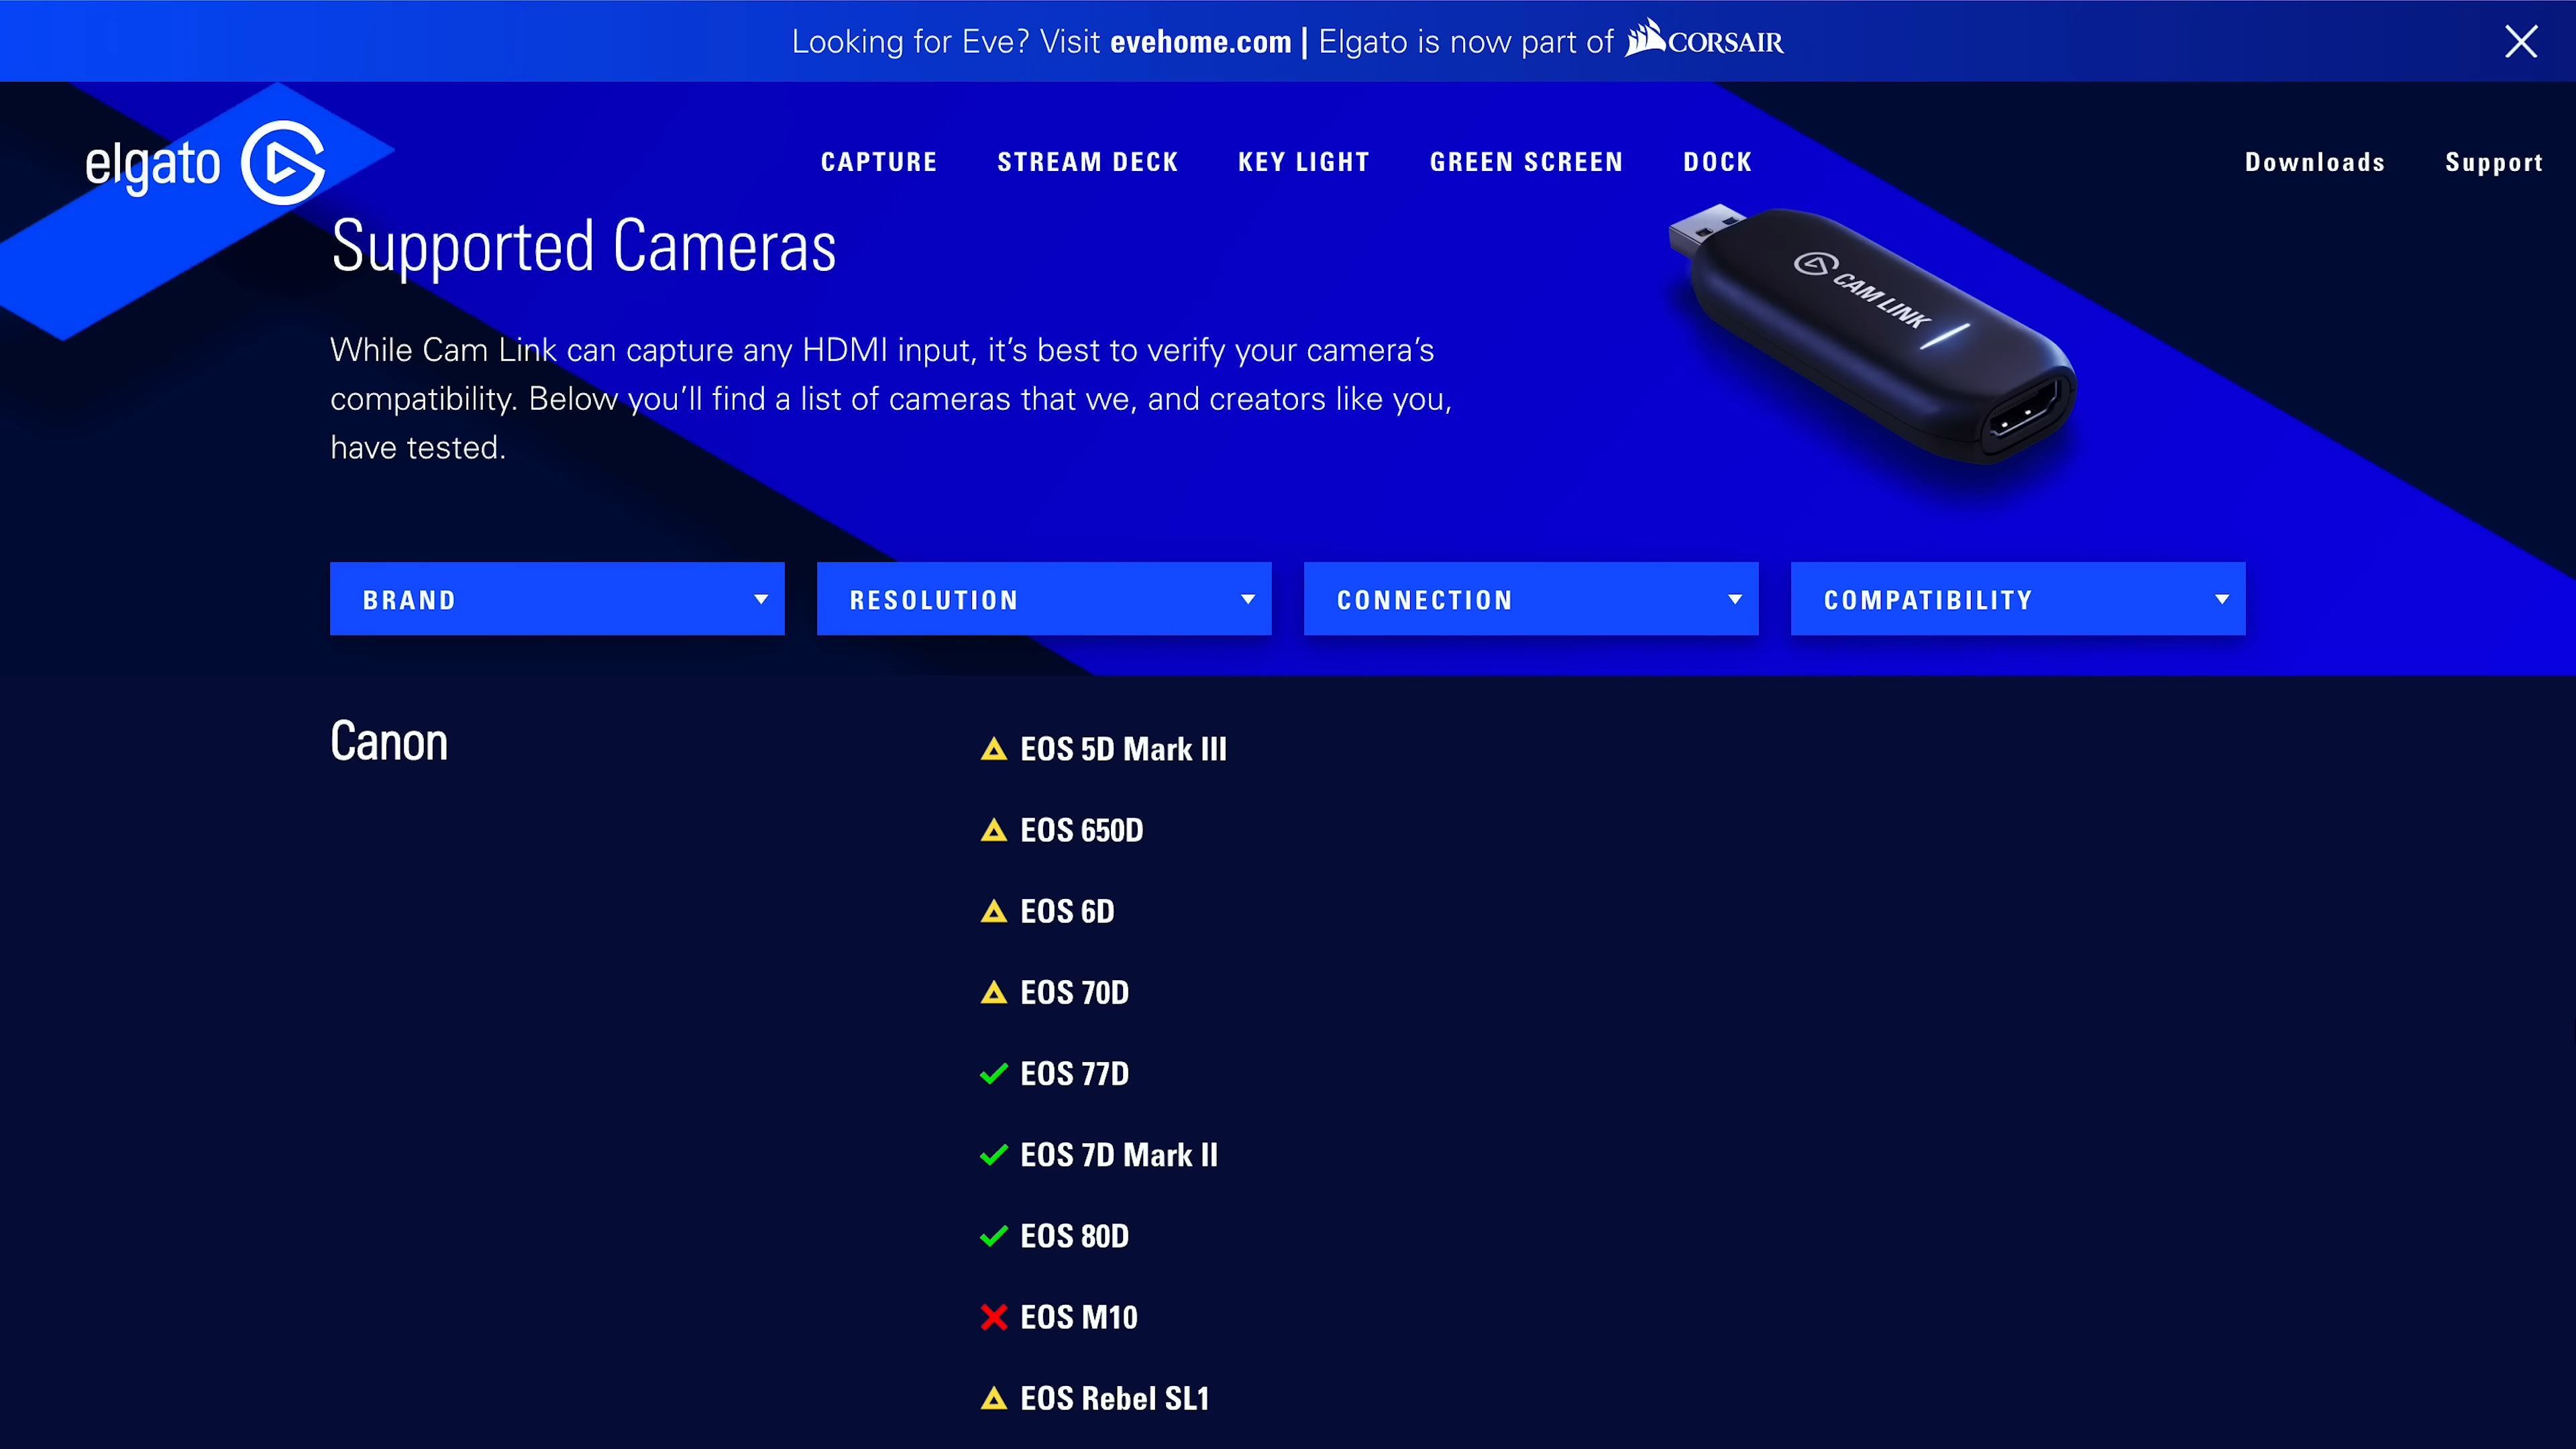 Looking for Eve? Visit evehome.com | Elgato is now part of CORSAIR
elgato
CAPTURE STREAM DECK KEY LIGHT GREEN SCREEN DOCK Downloads Support
Supported Cameras
CAM LINK
While Cam Link can capture any HDMI input, it’s best to verify your camera’s
compatibility. Below you’ll find a list of cameras that we, and creators like you,
have tested.
BRAND RESOLUTION CONNECTION COMPATIBILITY
Canon
EOS 5D Mark III
EOS 650D
EOS 6D
EOS 70D
EOS 77D
EOS 7D Mark II
EOS 80D
EOS M10
EOS Rebel SL1